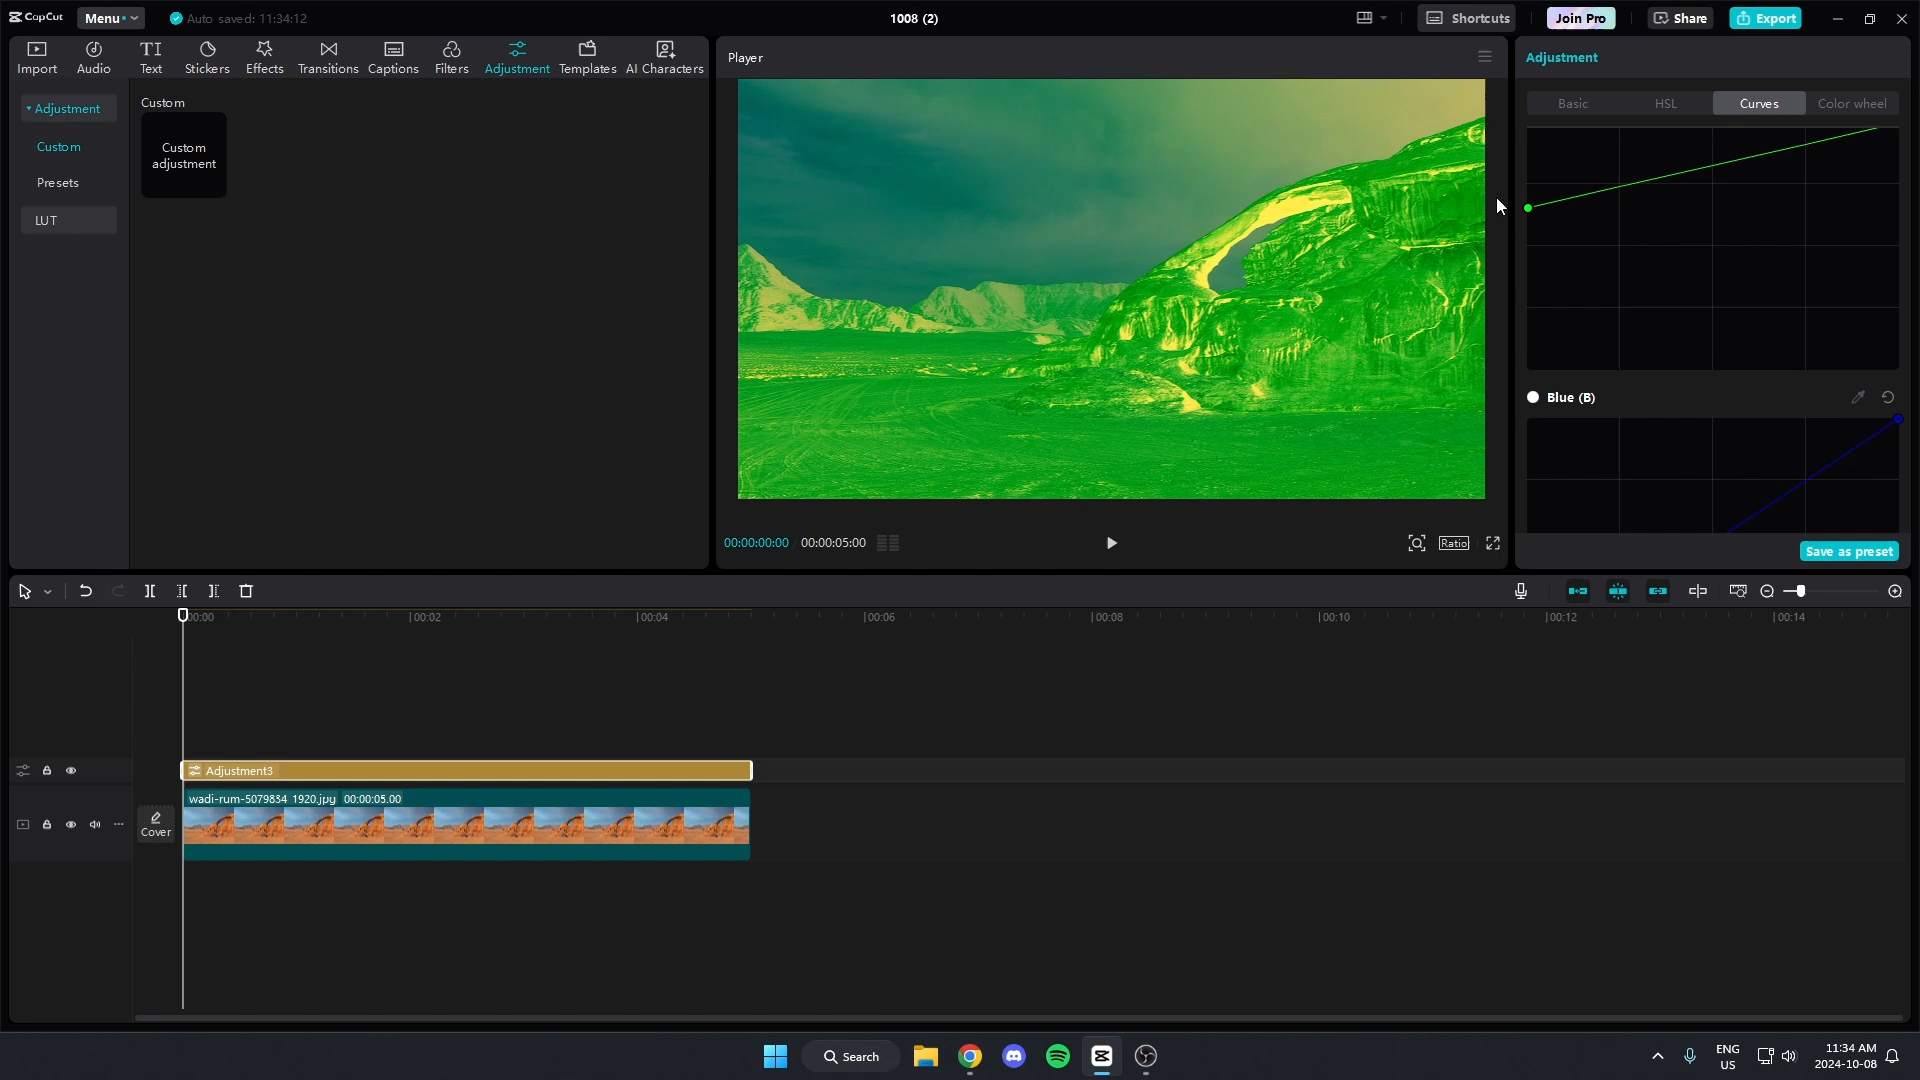 CapCut
Menu
Auto saved: 11:34:12
1008 (2)
Shortcuts
Join Pro
Share
Export
Import
Audio
TI
Text
Stickers
Effects
Transitions
Captions
Filters
Adjustment
Templates
AI Characters
Adjustment
Custom
Presets
LUT
Custom
Custom
adjustment
Player
00:00:00:00
00:00:05:00
Ratio
Adjustment
Basic
HSL
Curves
Color wheel
Blue (B)
Save as preset
00:00
00:02
00:04
00:06
00:08
00:10
00:12
00:14
Adjustment3
Cover
wadi-rum-5079834_1920.jpg 00:00:05:00
Search
ENG
US
11:34 AM
2024-10-08